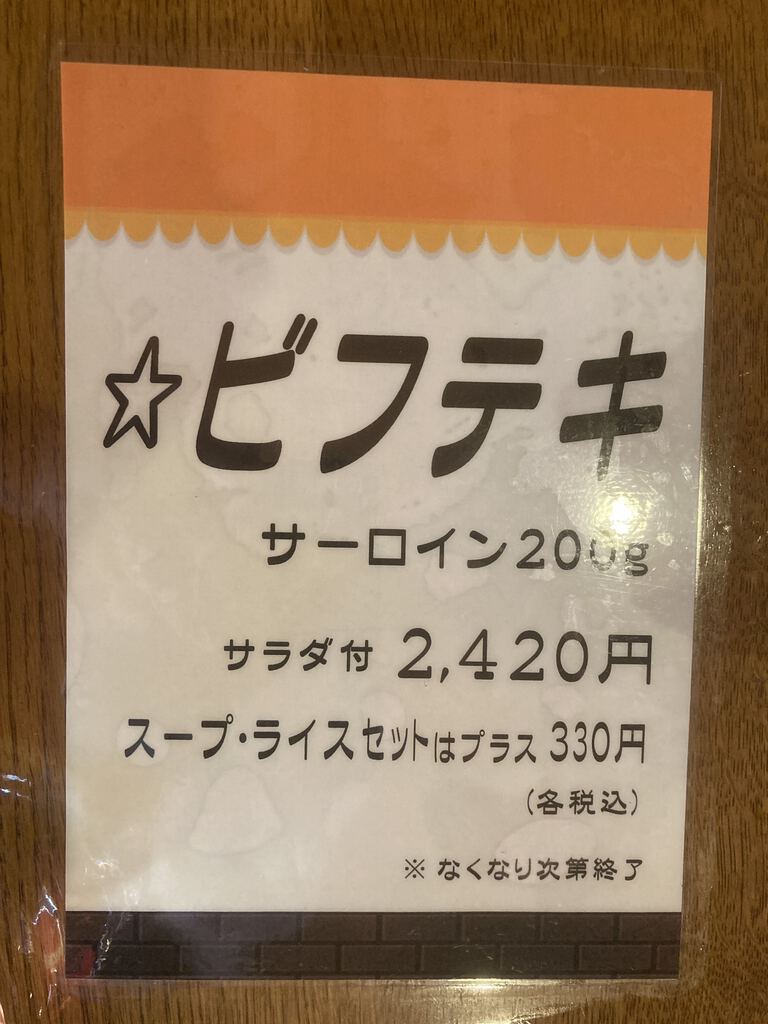 ☆ビフテキ
サーロイン200g
サラダ付 2,420円
スープ・ライスセットはプラス 330円
(各税込)
※ なくなり次第終了